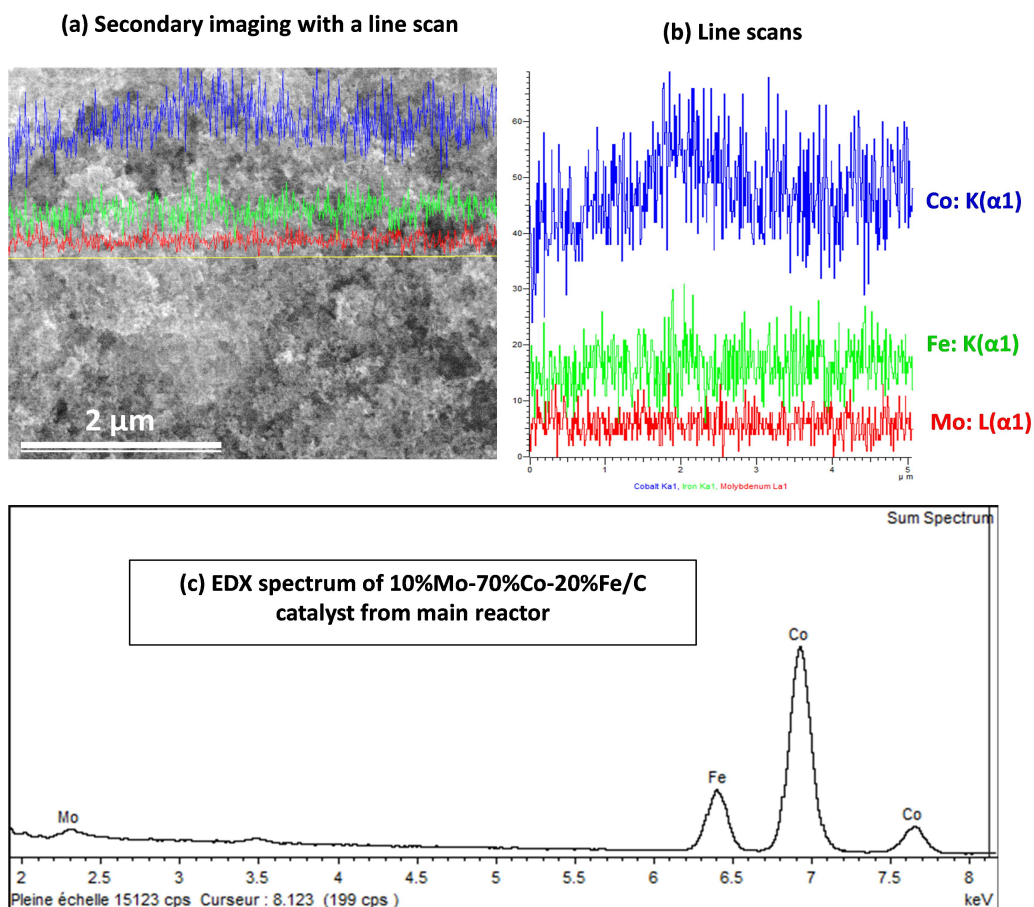 (a) Secondary imaging with a line scan
(b) Line scans
2 µm
60
50
40
30
20
10
0
0 1 2 3 4 5
µ m
Cobalt Ka1, Iron Ka1, Molybdenum La1
Co: K(α1)
Fe: K(α1)
Mo: L(α1)
Sum Spectrum
(c) EDX spectrum of 10%Mo-70%Co-20%Fe/C
catalyst from main reactor
Mo
Fe
Co
Co
2 2.5 3 3.5 4 4.5 5 5.5 6 6.5 7 7.5 8
Pleine échelle 15123 cps Curseur : 8.123 (199 cps )
keV